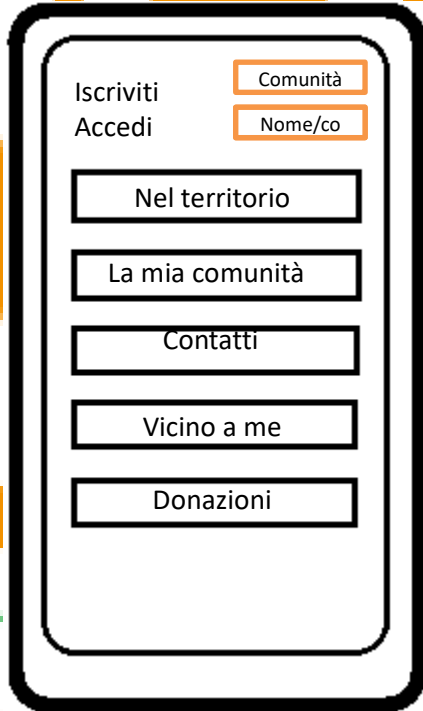 Iscriviti
Accedi
Comunità
Nome/co
Nel territorio
La mia comunità
Contatti
Vicino a me
Donazioni